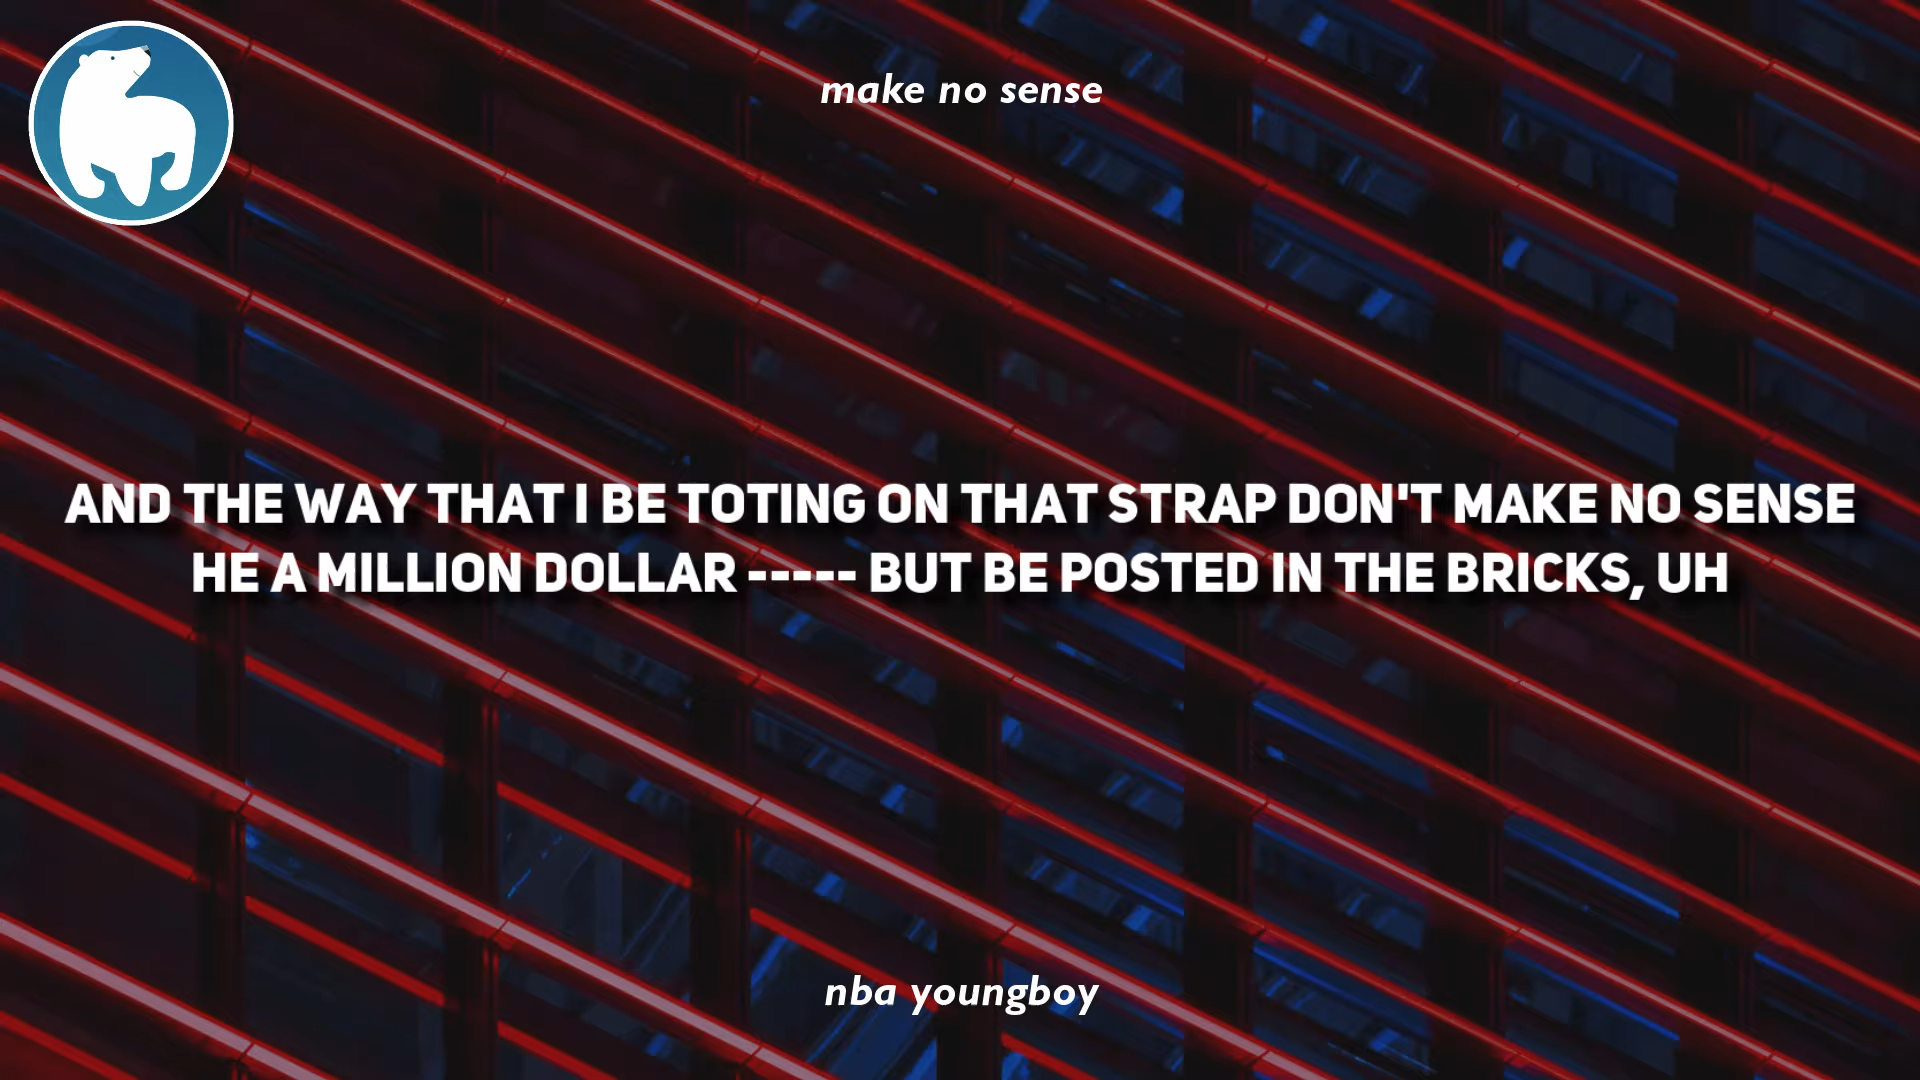 make no sense
AND THE WAY THAT I BE TOTING ON THAT STRAP DON'T MAKE NO SENSE
HE A MILLION DOLLAR ----- BUT BE POSTED IN THE BRICKS, UH
nba youngboy